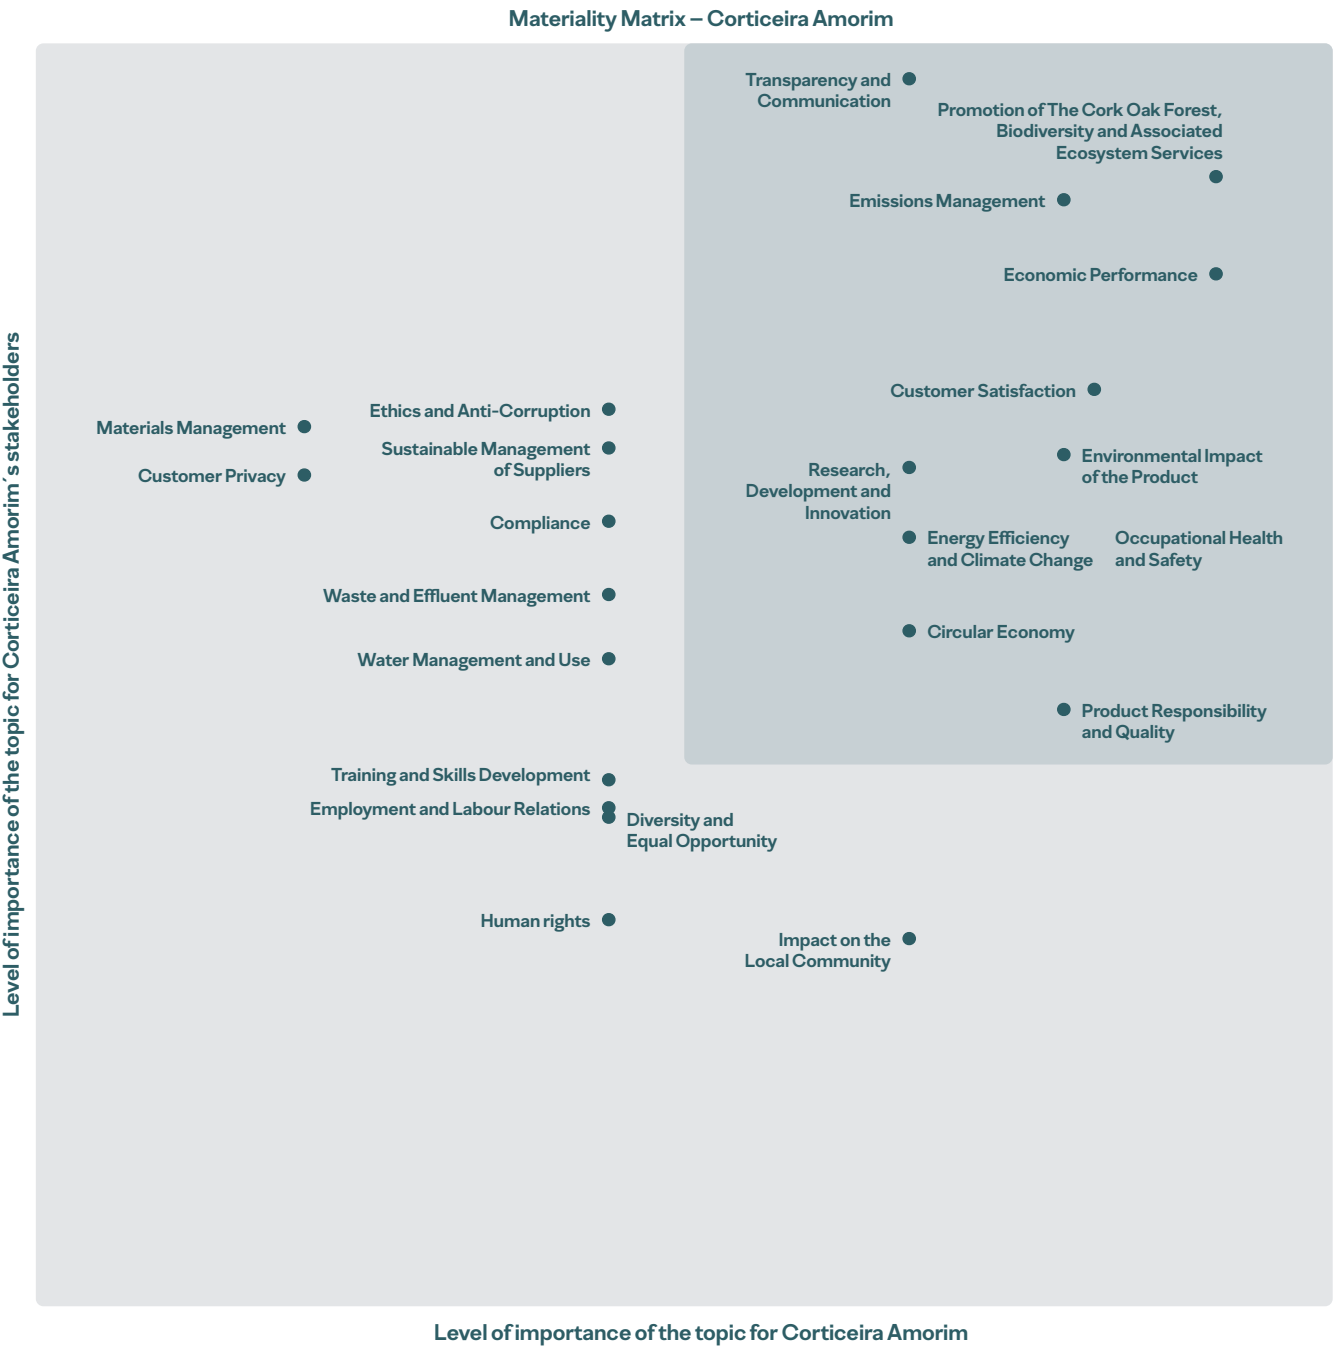 Materiality Matrix – Corticeira Amorim
Level of importance of the topic for Corticeira Amorim´s stakeholders
Transparency and
Communication
Promotion of The Cork Oak Forest,
Biodiversity and Associated
Ecosystem Services
Emissions Management
Economic Performance
Customer Satisfaction
Ethics and Anti-Corruption
Materials Management
Sustainable Management
of Suppliers
Environmental Impact
of the Product
Customer Privacy
Research,
Development and
Innovation
Compliance
Energy Efficiency
and Climate Change
Occupational Health
and Safety
Waste and Effluent Management
Circular Economy
Water Management and Use
Product Responsibility
and Quality
Training and Skills Development
Employment and Labour Relations
Diversity and
Equal Opportunity
Human rights
Impact on the
Local Community
Level of importance of the topic for Corticeira Amorim